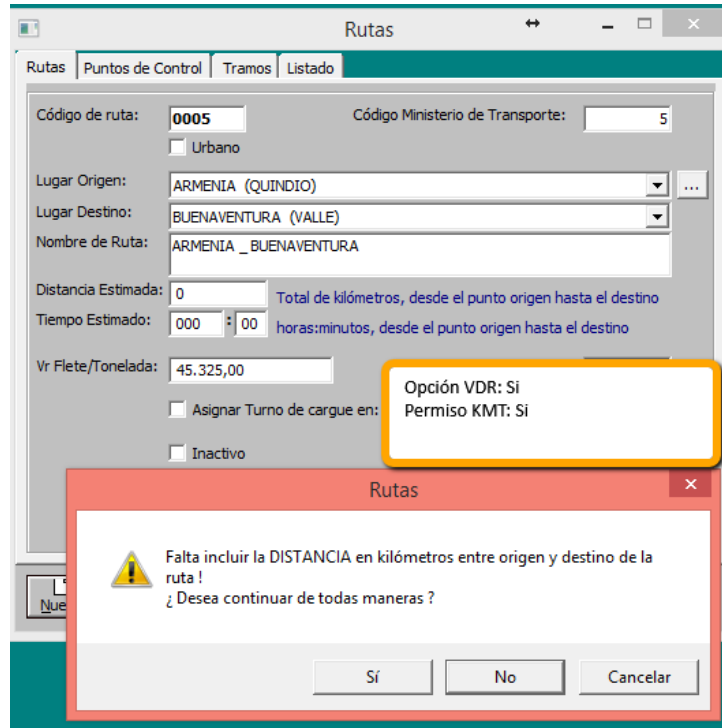 Rutas
Rutas Puntos de Control Tramos Listado
Código de ruta: 0005 Código Ministerio de Transporte: 5
Urbano
Lugar Origen: ARMENIA (QUINDIO) ...
Lugar Destino: BUENAVENTURA (VALLE)
Nombre de Ruta: ARMENIA _ BUENAVENTURA
Distancia Estimada: 0 Total de kilómetros, desde el punto origen hasta el destino
Tiempo Estimado: 000 : 00 horas:minutos, desde el punto origen hasta el destino
Vr Flete/Tonelada: 45.325,00
Opción VDR: Si
Asignar Turno de cargue en: Permiso KMT: Si
Inactivo
Rutas
Falta incluir la DISTANCIA en kilómetros entre origen y destino de la
ruta !
¿ Desea continuar de todas maneras ?
Nue
Sí No Cancelar